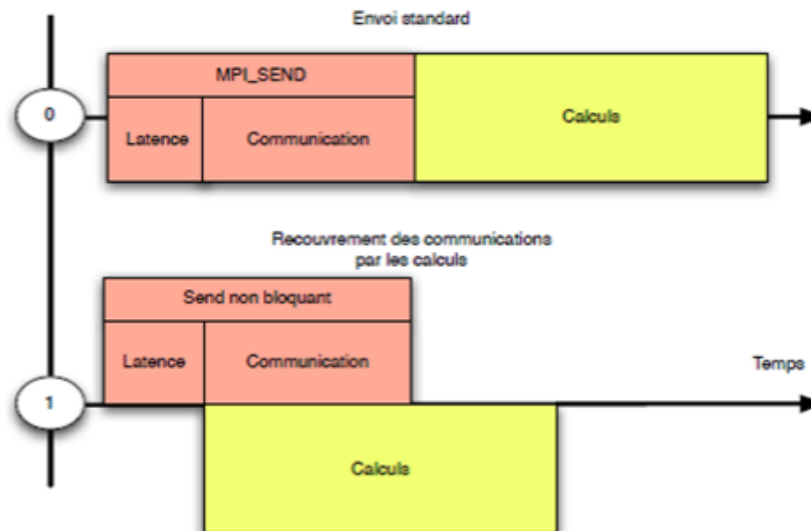 Envoi standard
MPI_SEND
0
Latence
Communication
Calculs
Recouvrement des communications
par les calculs
Send non bloquant
Latence
Communication
Temps
1
Calculs